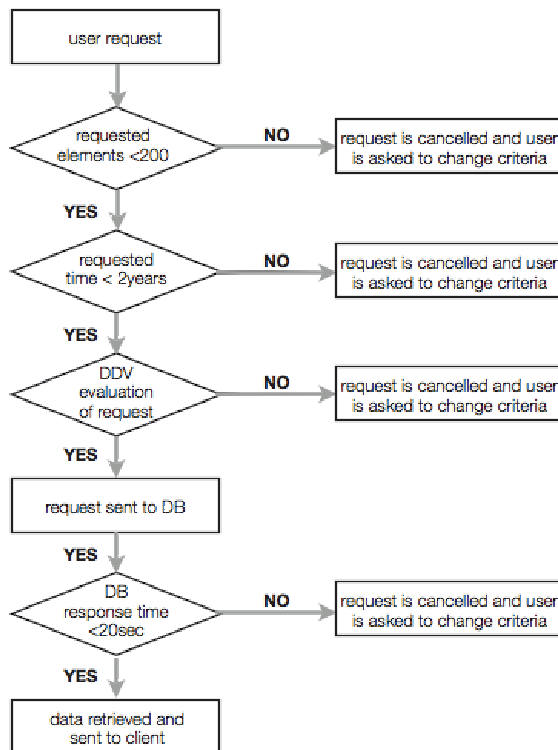 user request
requested
elements <200
NO
request is cancelled and user
is asked to change criteria
YES
requested
time < 2years
NO
request is cancelled and user
is asked to change criteria
YES
DDV
evaluation
of request
NO
request is cancelled and user
is asked to change criteria
YES
request sent to DB
YES
DB
response time
<20sec
NO
request is cancelled and user
is asked to change criteria
YES
data retrieved and
sent to client